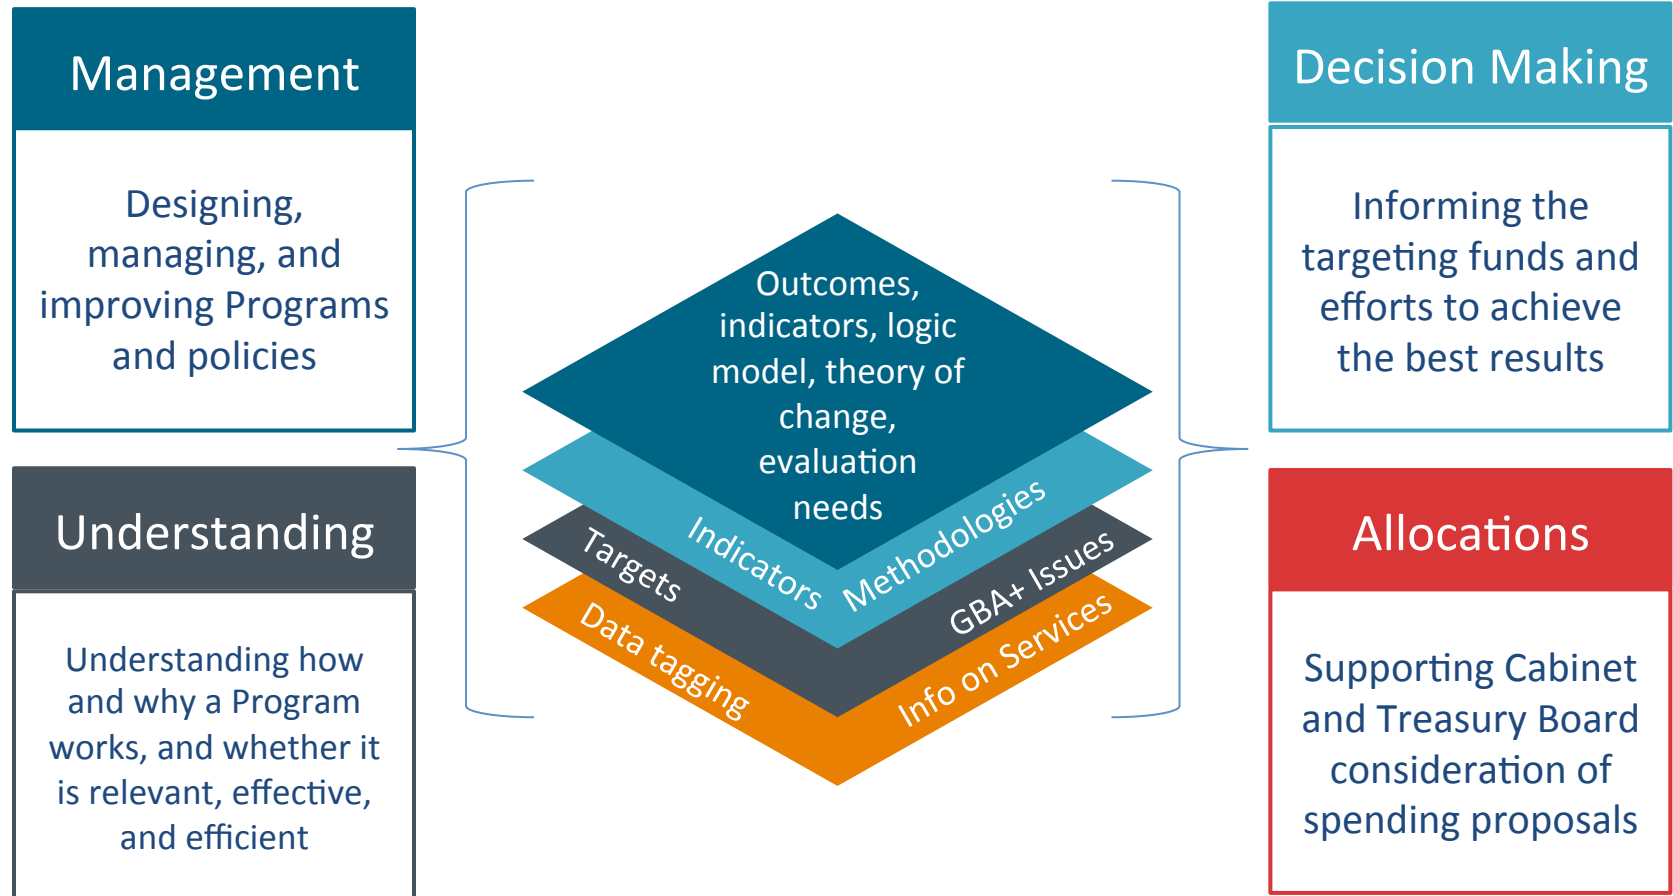 Management
Designing,
managing, and
improving Programs
and policies
Understanding
Understanding how
and why a Program
works, and whether it
is relevant, effective,
and efficient
Outcomes,
indicators, logic
model, theory of
change,
evaluation
needs
Indicators
Methodologies
Targets
GBA+ Issues
Data tagging
Info on Services
Decision Making
Informing the
targeting funds and
efforts to achieve
the best results
Allocations
Supporting Cabinet
and Treasury Board
consideration of
spending proposals